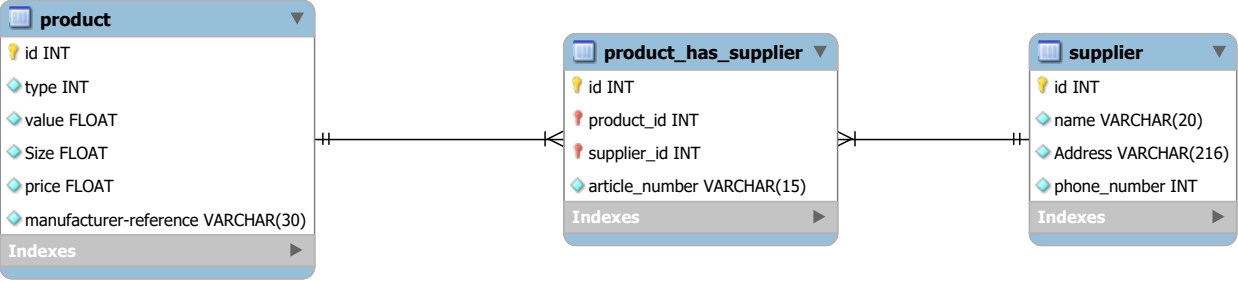 product
id INT
type INT
value FLOAT
Size FLOAT
price FLOAT
manufacturer-reference VARCHAR(30)
Indexes
product_has_supplier
id INT
product_id INT
supplier_id INT
article_number VARCHAR(15)
Indexes
supplier
id INT
name VARCHAR(20)
Address VARCHAR(216)
phone_number INT
Indexes